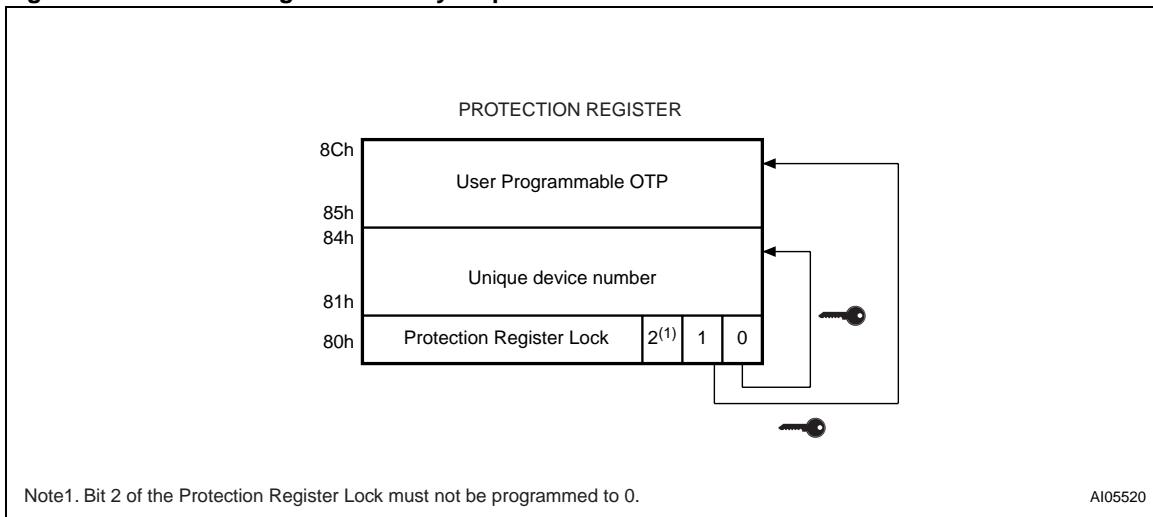 PROTECTION REGISTER
8Ch
User Programmable OTP
85h
84h
Unique device number
81h
80h
Protection Register Lock
2(1)
1
0
Note1. Bit 2 of the Protection Register Lock must not be programmed to 0.
AI05520